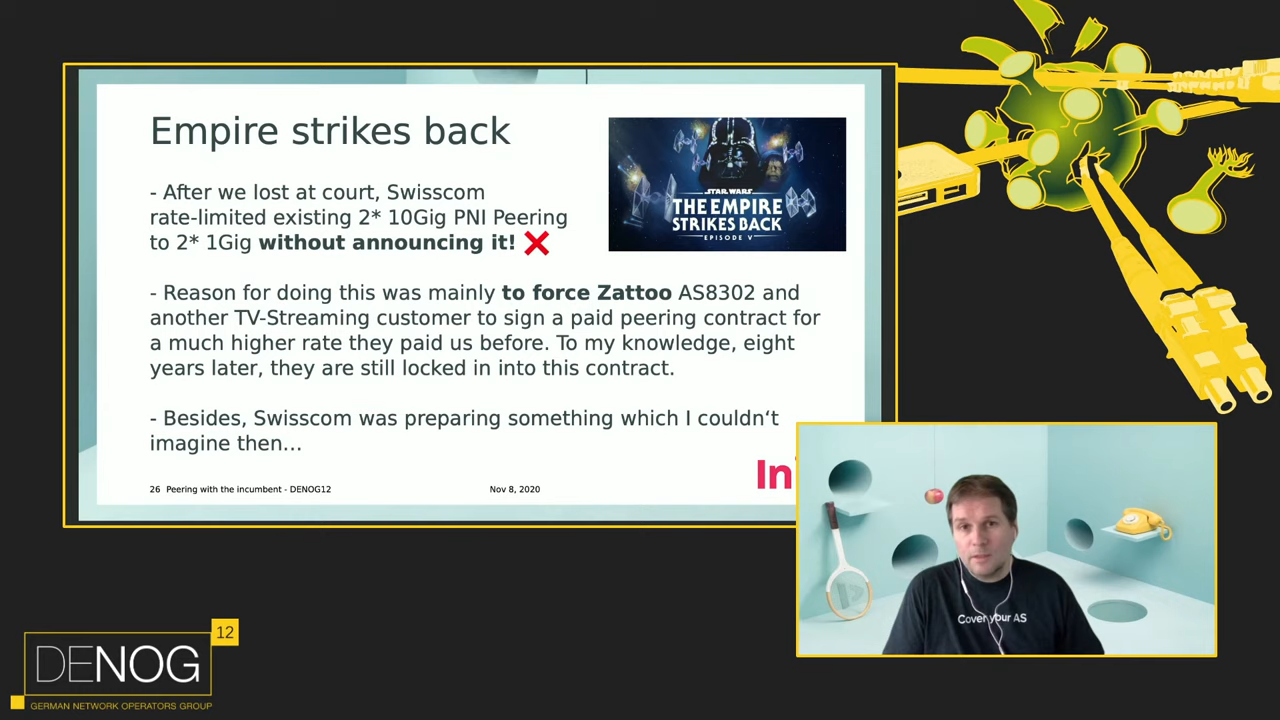 Empire strikes back
STAR WARS
THE EMPIRE
STRIKES BACK
EPISODE V
- After we lost at court, Swisscom
rate-limited existing 2* 10Gig PNI Peering
to 2* 1Gig without announcing it!
- Reason for doing this was mainly to force Zattoo AS8302 and
another TV-Streaming customer to sign a paid peering contract for
a much higher rate they paid us before. To my knowledge, eight
years later, they are still locked in into this contract.
- Besides, Swisscom was preparing something which I couldn‘t
imagine then...
In
26 Peering with the incumbent - DENOG12
Nov 8, 2020
Cover your AS
12
DENOG
GERMAN NETWORK OPERATORS GROUP